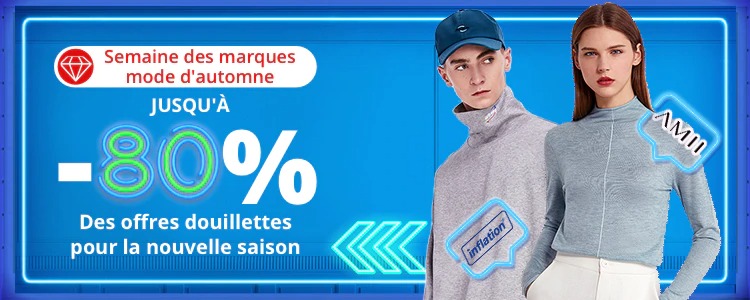 Semaine des marques
mode d'automne
JUSQU'À
-80%
Des offres douillettes
pour la nouvelle saison
inflation
AMII